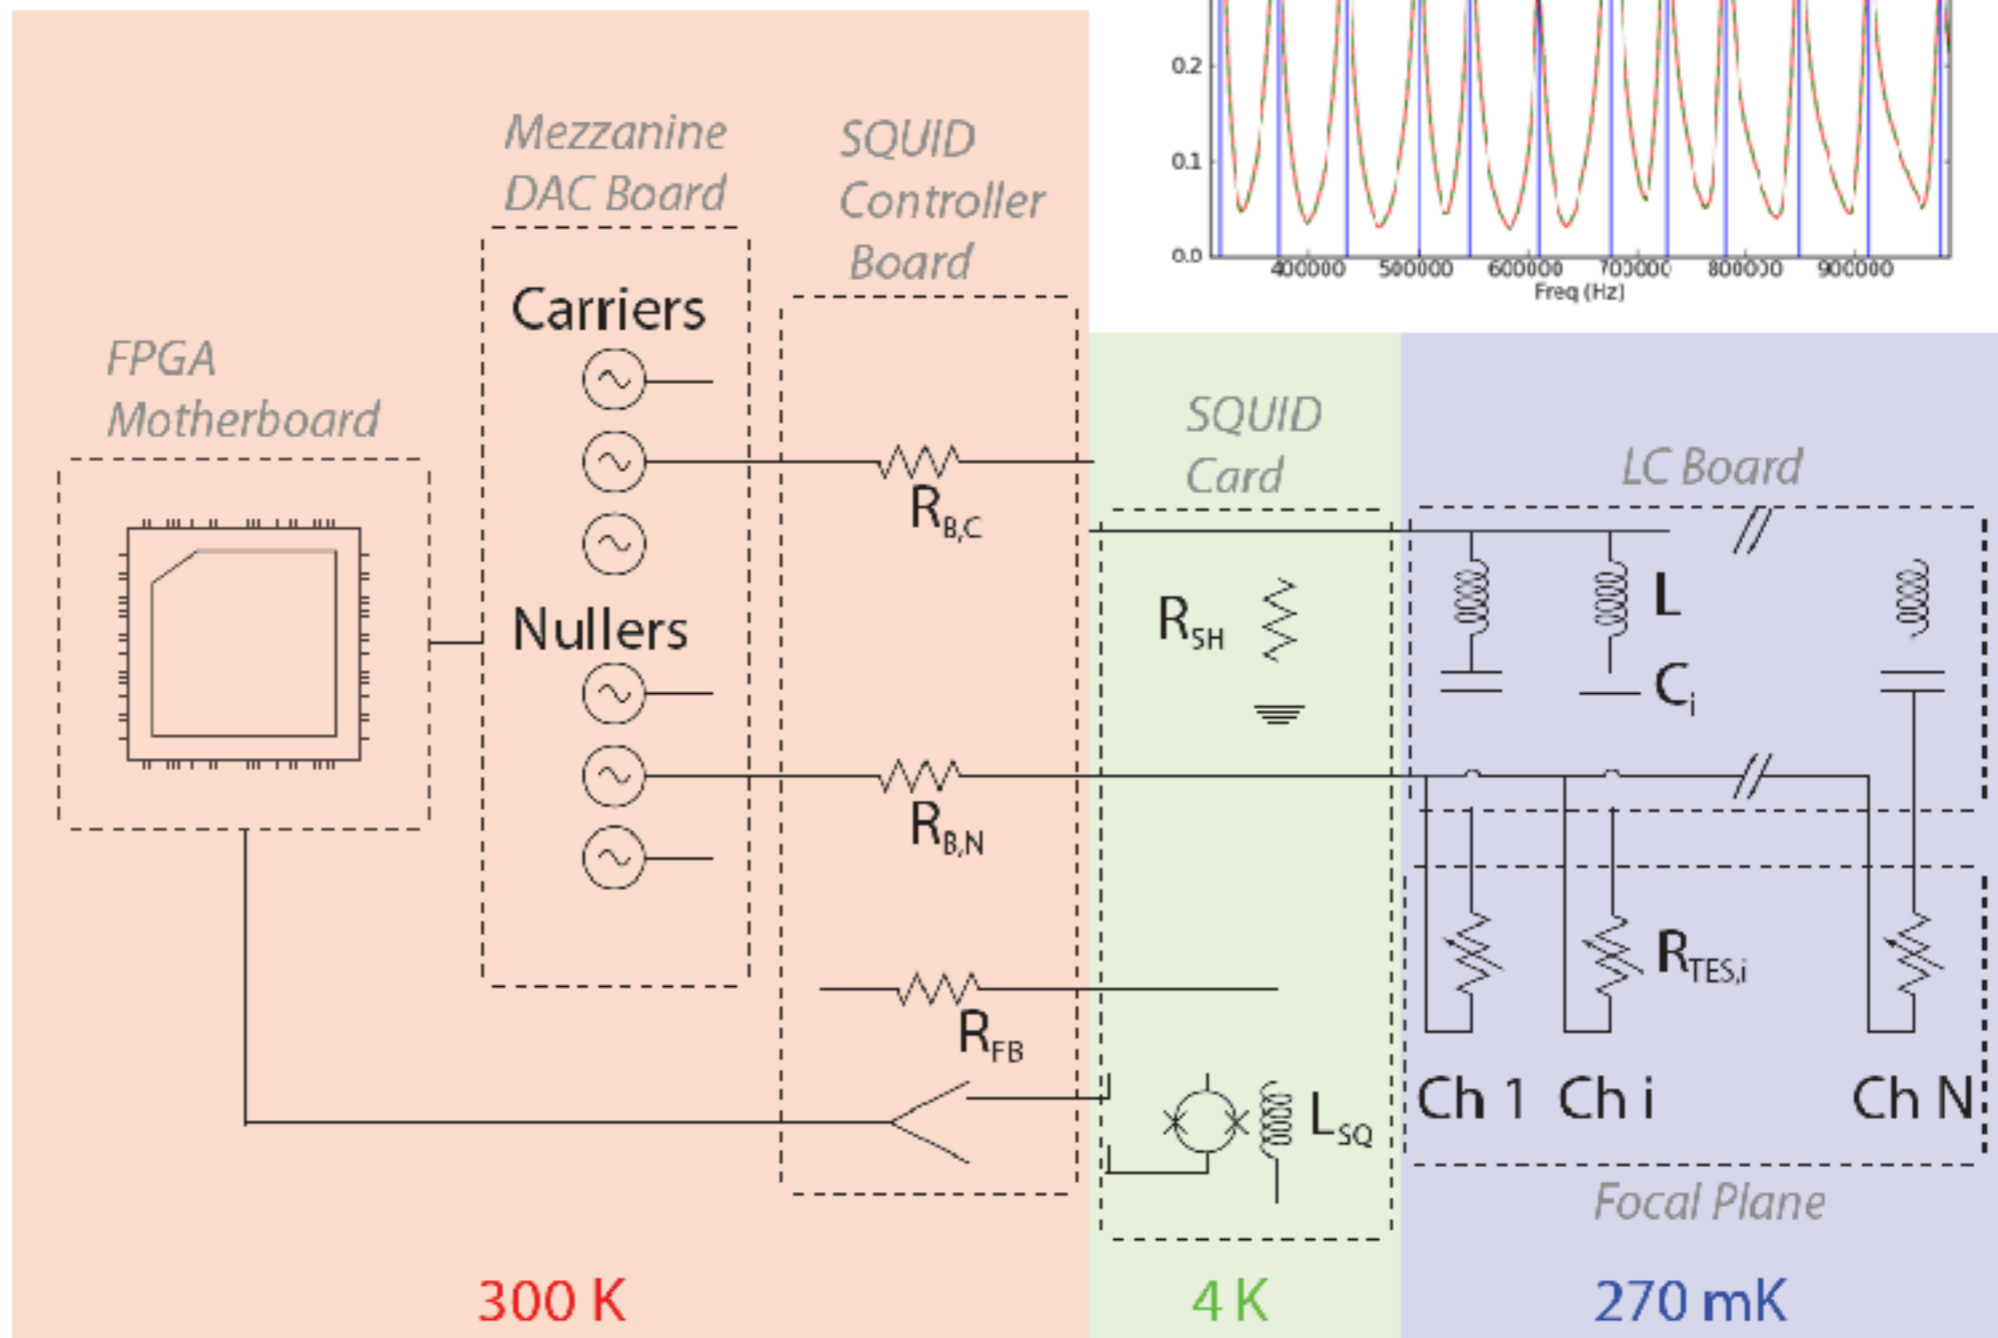 0.2
0.1
0.0
400000 500000 600000 700000 800000 900000
Freq (Hz)
Mezzanine
DAC Board
SQUID
Controller
Board
Carriers
FPGA
Motherboard
SQUID
Card
LC Board
R_B,C
R_SH
L
C_i
Nullers
R_B,N
R_TES,i
R_FB
L_SQ
Ch 1 Ch i Ch N
Focal Plane
300 K 4 K 270 mK